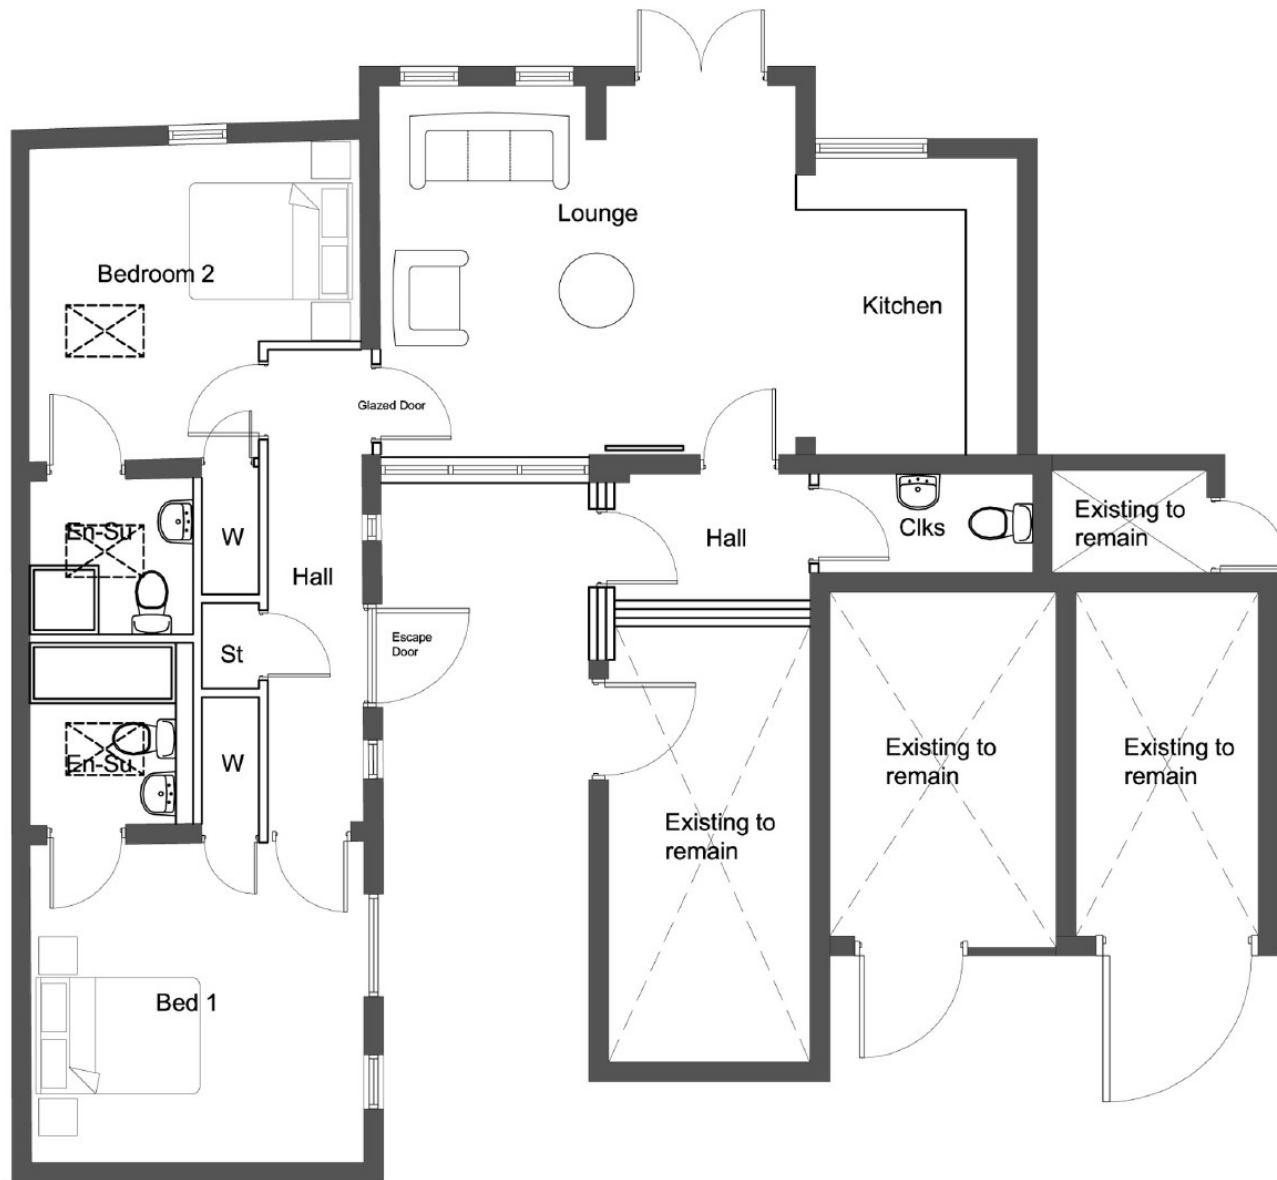 Lounge
Bedroom 2
Kitchen
Glazed Door
En-Su
W
Hall
Hall
Clks
Existing to
remain
Escape
Door
St
En-Su
W
Existing to
remain
Existing to
remain
Existing to
remain
Bed 1